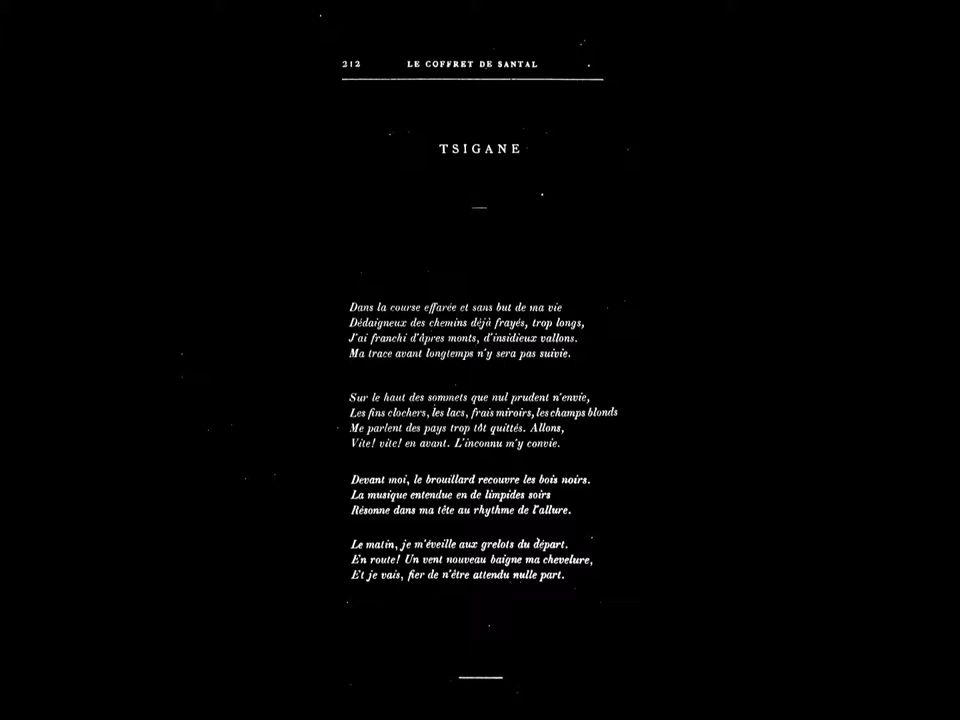 212 LE COFFRET DE SANTAL
TSIGANE
Dans la course effarée et sans but de ma vie
Dédaigneux des chemins déjà frayés, trop longs,
J'ai franchi d'âpres monts, d'insidieux vallons.
Ma trace avant longtemps n'y sera pas suivie.
Sur le haut des sommets que nul prudent n'envie,
Les fins clochers, les lacs, frais miroirs, les champs blonds
Me parlent des pays trop tôt quittés. Allons,
Vite! vite! en avant. L'inconnu m'y convie.
Devant moi, le brouillard recouvre les bois noirs.
La musique entendue en de limpides soirs
Résonne dans ma tête au rhythme de l'allure.
Le matin, je m'éveille aux grelots du départ.
En route! Un vent nouveau baigne ma chevelure,
Et je vais, fier de n'être attendu nulle part.